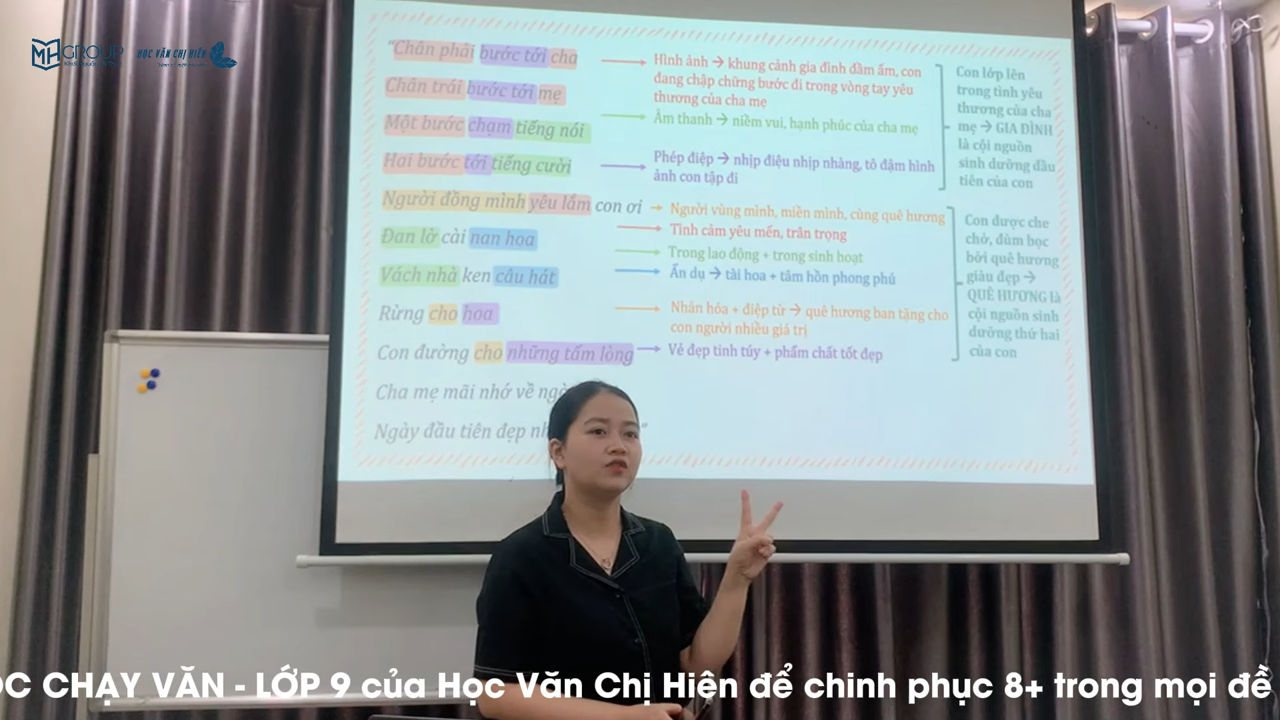 MH GROUP
HỌC VĂN CHỊ HIÊN
"Chân phải bước tới cha
Chân trái bước tới mẹ
Một bước chạm tiếng nói
Hai bước tới tiếng cười
Người đồng mình yêu lắm con ơi
Đan lờ cài nan hoa
Vách nhà ken câu hát
Rừng cho hoa
Con đường cho những tấm lòng
Cha mẹ mãi nhớ về ngày
Ngày đầu tiên đẹp nh
Hình ảnh → khung cảnh gia đình đầm ấm, con
đang chập chững bước đi trong vòng tay yêu
thương của cha mẹ
Âm thanh → niềm vui, hạnh phúc của cha mẹ
Phép điệp → nhịp điệu nhịp nhàng, tô đậm hình
ảnh con tập đi
Người vùng mình, miền mình, cùng quê hương
Tình cảm yêu mến, trân trọng
Trong lao động + trong sinh hoạt
Ẩn dụ → tài hoa + tâm hồn phong phú
Nhân hóa + điệp từ → quê hương ban tặng cho
con người nhiều giá trị
Vẻ đẹp tinh túy + phẩm chất tốt đẹp
Con lớp lên
trong tình yêu
thương của cha
mẹ → GIA ĐÌNH
là cội nguồn
sinh dưỡng đầu
tiên của con
Con được che
chở, đùm bọc
bởi quê hương
giàu đẹp →
QUÊ HƯƠNG là
cội nguồn sinh
dưỡng thứ hai
của con
ỌC CHẠY VĂN - LỚP 9 của Học Văn Chị Hiên để chinh phục 8+ trong mọi đề